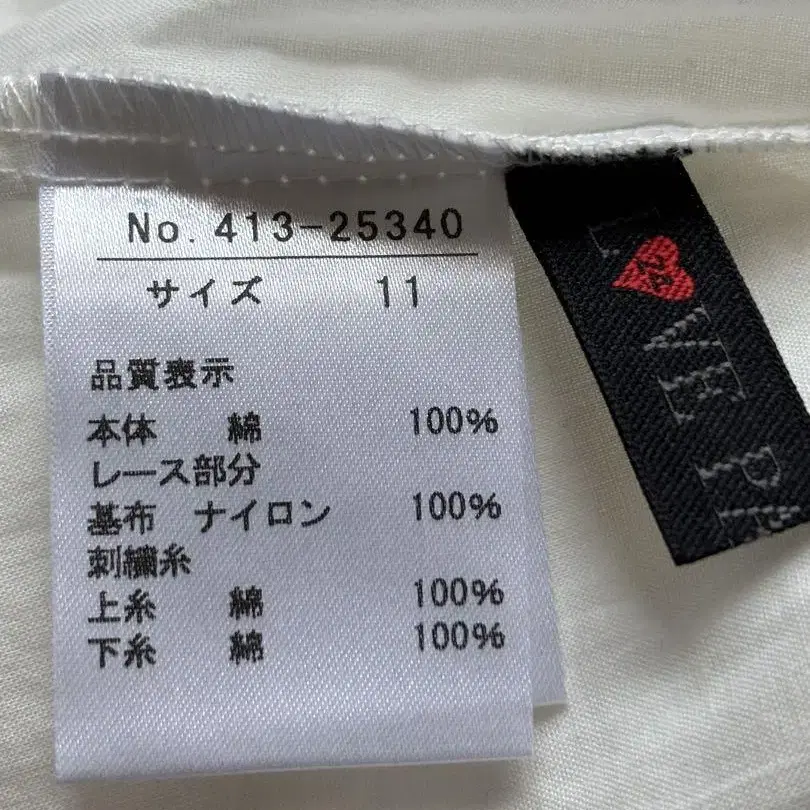 No. 413-25340
サイズ 11
品質表示
本体 綿 100%
レース部分
基布 ナイロン 100%
刺繍糸
上糸 綿 100%
下糸 綿 100%
L♥VE